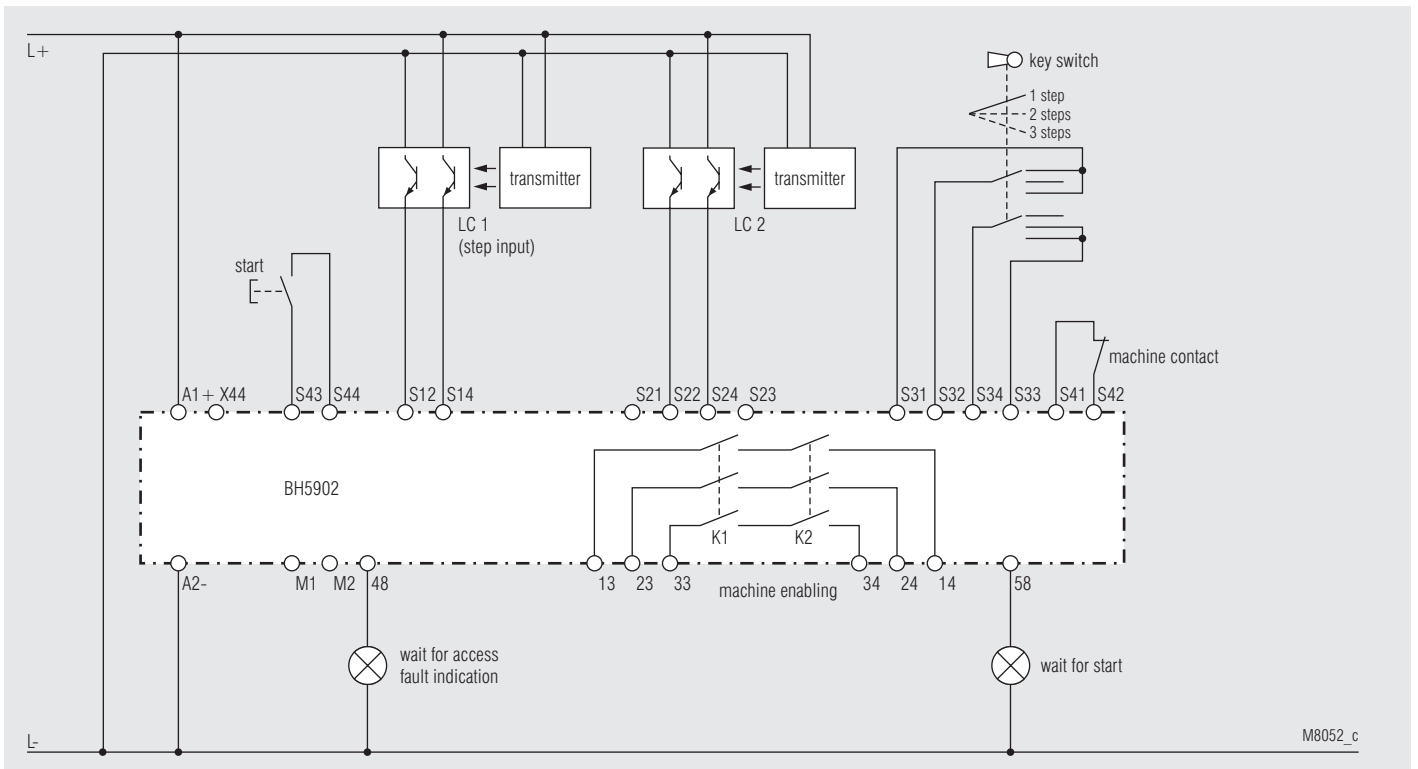 L+
key switch
1 step
2 steps
3 steps
transmitter
transmitter
LC 1
(step input)
LC 2
start
machine contact
A1+ X44 S43 S44 S12 S14 S21 S22 S24 S23 S31 S32 S34 S33 S41 S42
BH5902
K1 K2
A2- M1 M2 48 13 23 33 machine enabling 34 24 14 58
wait for access
fault indication
wait for start
L-
M8052_c